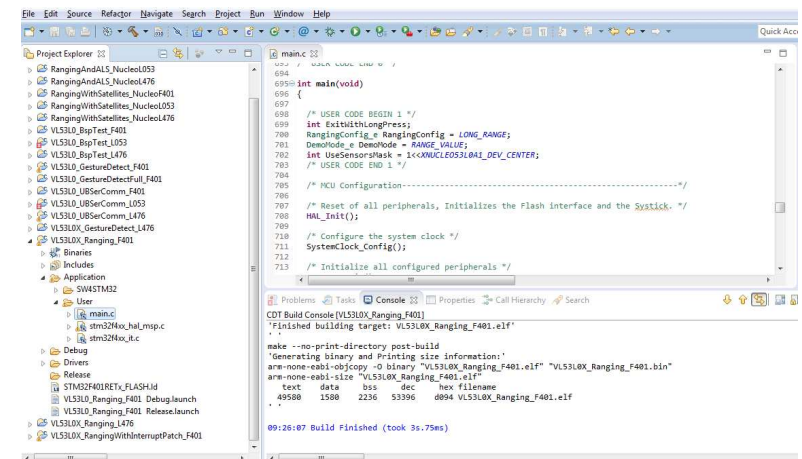 File Edit Source Refactor Navigate Search Project Run Window Help
Quick Acce
Project Explorer
RangingAndALS_NucleoL053
RangingAndALS_NucleoL476
RangingWithSatellites_NucleoF401
RangingWithSatellites_NucleoL053
RangingWithSatellites_NucleoL476
VL53L0_BspTest_F401
VL53L0_BspTest_L053
VL53L0_BspTest_L476
VL53L0_GestureDetect_F401
VL53L0_GestureDetectFull_F401
VL53L0_UBSerComm_F401
VL53L0_UBSerComm_L053
VL53L0_UBSerComm_L476
VL53L0X_GestureDetect_L476
VL53L0X_Ranging_F401
Binaries
Includes
Application
SW4STM32
User
main.c
stm32f4xx_hal_msp.c
stm32f4xx_it.c
Debug
Drivers
Release
STM32F401RETx_FLASH.ld
VL53L0_Ranging_F401 Debug.launch
VL53L0_Ranging_F401 Release.launch
VL53L0X_Ranging_L476
VL53L0X_RangingWithInterruptPatch_F401
main.c
693 /* USER CODE END 0 */
694
695 int main(void)
696 {
697
698 /* USER CODE BEGIN 1 */
699 int ExitWithLongPress;
700 RangingConfig_e RangingConfig = LONG_RANGE;
701 DemoMode_e DemoMode = RANGE_VALUE;
702 int UseSensorsMask = 1<<XNUCLEO53L0A1_DEV_CENTER;
703 /* USER CODE END 1 */
704
705 /* MCU Configuration----------------------------------------------------------*/
706
707 /* Reset of all peripherals, Initializes the Flash interface and the Systick. */
708 HAL_Init();
709
710 /* Configure the system clock */
711 SystemClock_Config();
712
713 /* Initialize all configured peripherals */
Problems Tasks Console Properties Call Hierarchy Search
CDT Build Console [VL53L0X_Ranging_F401]
'Finished building target: VL53L0X_Ranging_F401.elf'
' '
make --no-print-directory post-build
'Generating binary and Printing size information:'
arm-none-eabi-objcopy -O binary "VL53L0X_Ranging_F401.elf" "VL53L0X_Ranging_F401.bin"
arm-none-eabi-size "VL53L0X_Ranging_F401.elf"
text data bss dec hex filename
49580 1580 2236 53396 d094 VL53L0X_Ranging_F401.elf
' '
09:26:07 Build Finished (took 3s.75ms)